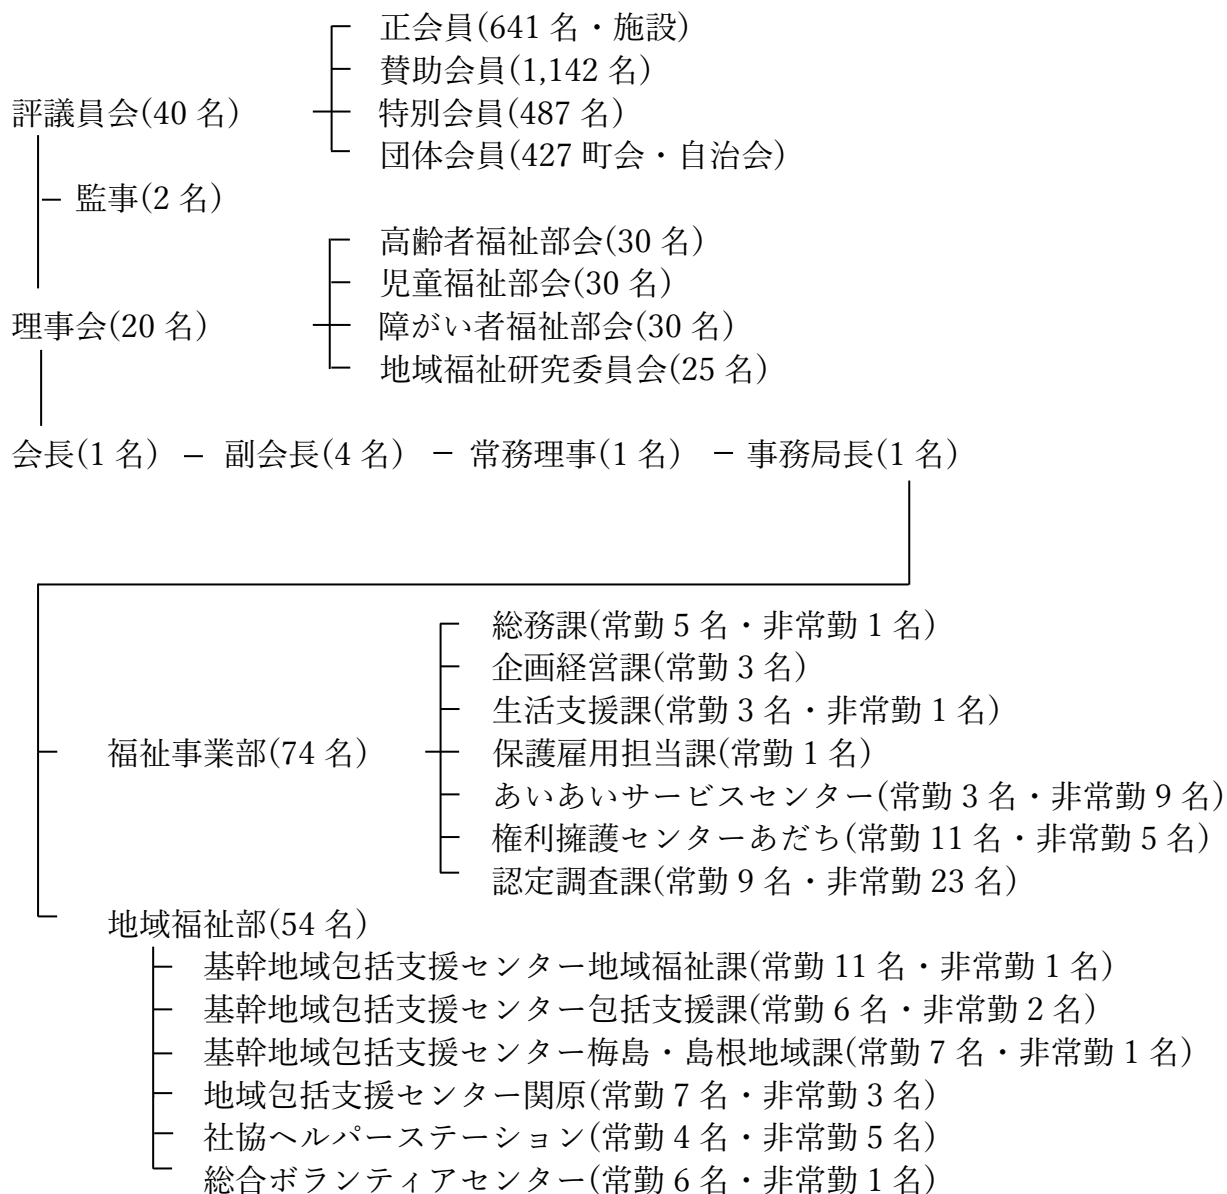 正会員(641 名・施設)
賛助会員(1,142 名)
評議員会(40 名) 特別会員(487 名)
団体会員(427 町会・自治会)
監事(2 名)
高齢者福祉部会(30 名)
児童福祉部会(30 名)
理事会(20 名) 障がい者福祉部会(30 名)
地域福祉研究委員会(25 名)
会長(1 名) − 副会長(4 名) − 常務理事(1 名) − 事務局長(1 名)
総務課(常勤 5 名・非常勤 1 名)
企画経営課(常勤 3 名)
生活支援課(常勤 3 名・非常勤 1 名)
福祉事業部(74 名) 保護雇用担当課(常勤 1 名)
あいあいサービスセンター(常勤 3 名・非常勤 9 名)
権利擁護センターあだち(常勤 11 名・非常勤 5 名)
認定調査課(常勤 9 名・非常勤 23 名)
地域福祉部(54 名)
基幹地域包括支援センター地域福祉課(常勤 11 名・非常勤 1 名)
基幹地域包括支援センター包括支援課(常勤 6 名・非常勤 2 名)
基幹地域包括支援センター梅島・島根地域課(常勤 7 名・非常勤 1 名)
地域包括支援センター関原(常勤 7 名・非常勤 3 名)
社協ヘルパーステーション(常勤 4 名・非常勤 5 名)
総合ボランティアセンター(常勤 6 名・非常勤 1 名)